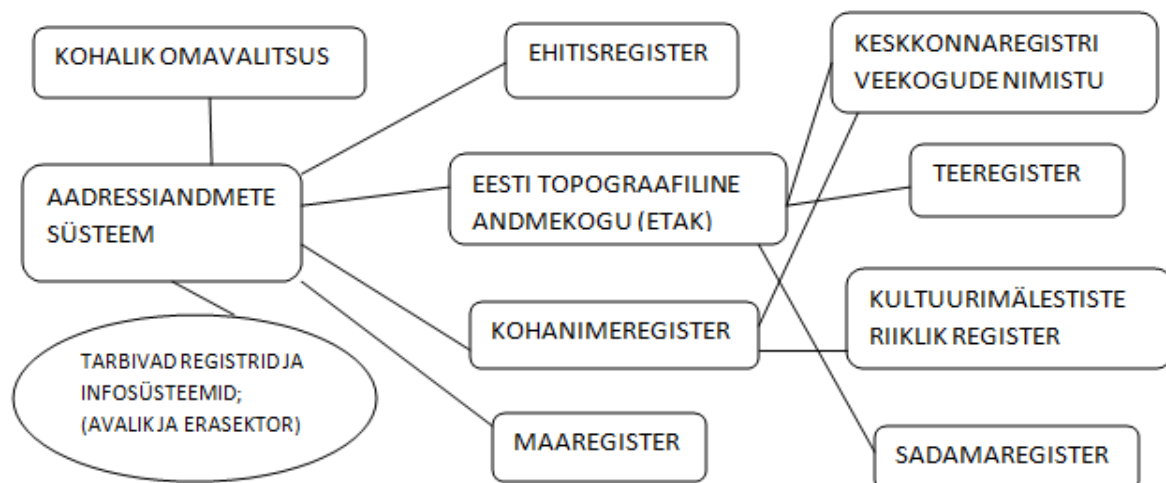 KOHALIK OMAVALITSUS
EHITISREGISTER
KESKKONNAREGISTRI
VEEKOGUDE NIMISTU
AADRESSIANDMETE
SÜSTEEM
EESTI TOPOGRAAFILINE
ANDMEKOGU (ETAK)
TEEREGISTER
KOHANIMEREGISTER
KULTUURIMÄLESTISTE
RIIKLIK REGISTER
TARBIVAD REGISTRID JA
INFOSÜSTEEMID;
(AVALIK JA ERASEKTOR)
MAAREGISTER
SADAMAREGISTER